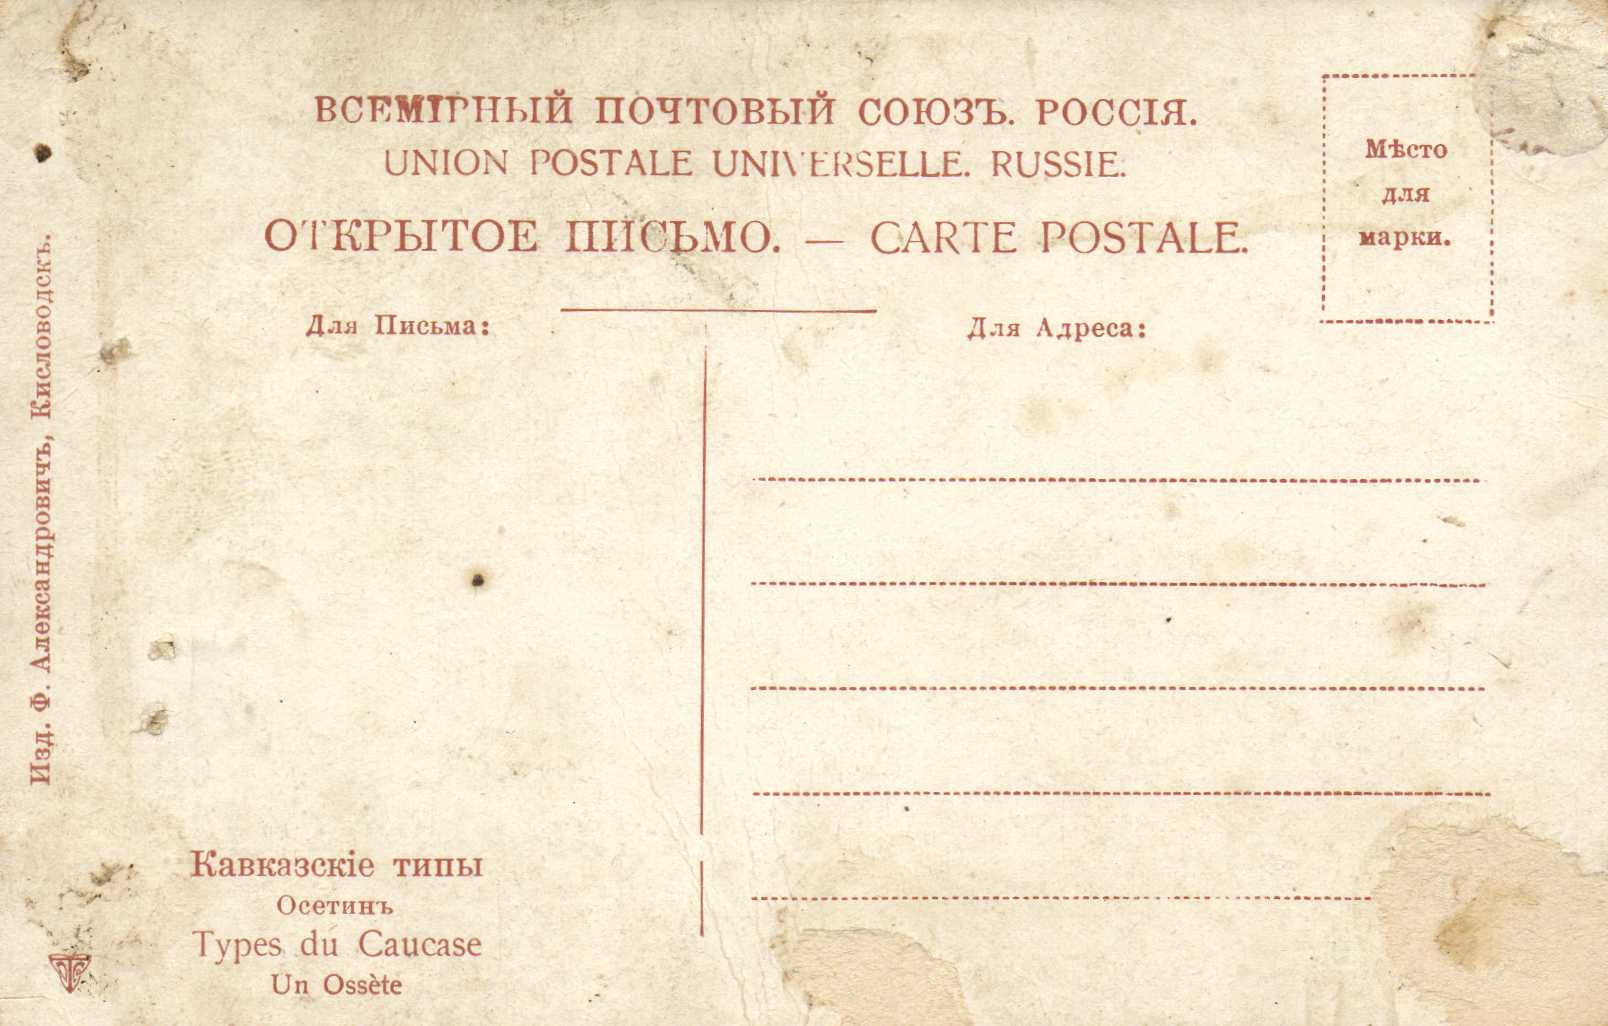 ВСЕМІРНЫЙ ПОЧТОВЫЙ СОЮЗЪ. РОССІЯ.
UNION POSTALE UNIVERSELLE. RUSSIE.
ОТКРЫТОЕ ПИСЬМО. — CARTE POSTALE.
Мѣсто
для
марки.
Для Письма:
Для Адреса:
Изд. Ф. Александровичъ, Кисловодскъ.
Кавказскіе типы
Осетинъ
Types du Caucase
Un Ossète